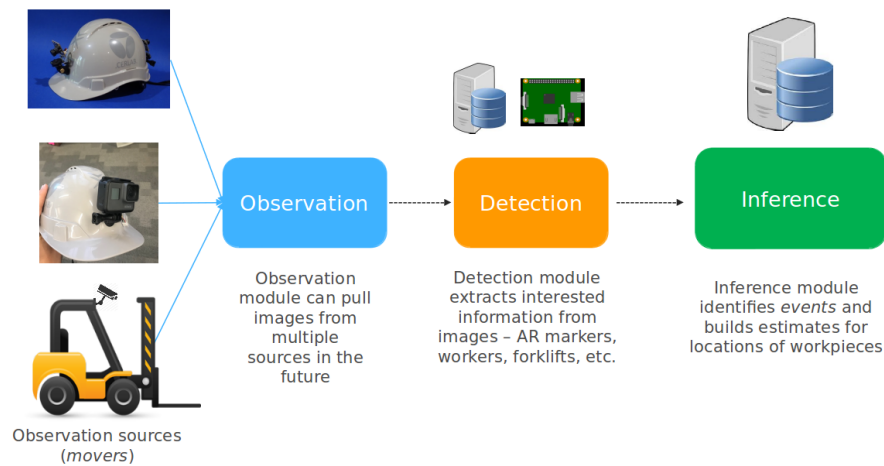 Observation
Detection
Inference
Observation
module can pull
images from
multiple
sources in the
future
Detection module
extracts interested
information from
images – AR markers,
workers, forklifts, etc.
Inference module
identifies events and
builds estimates for
locations of workpieces
Observation sources
(movers)